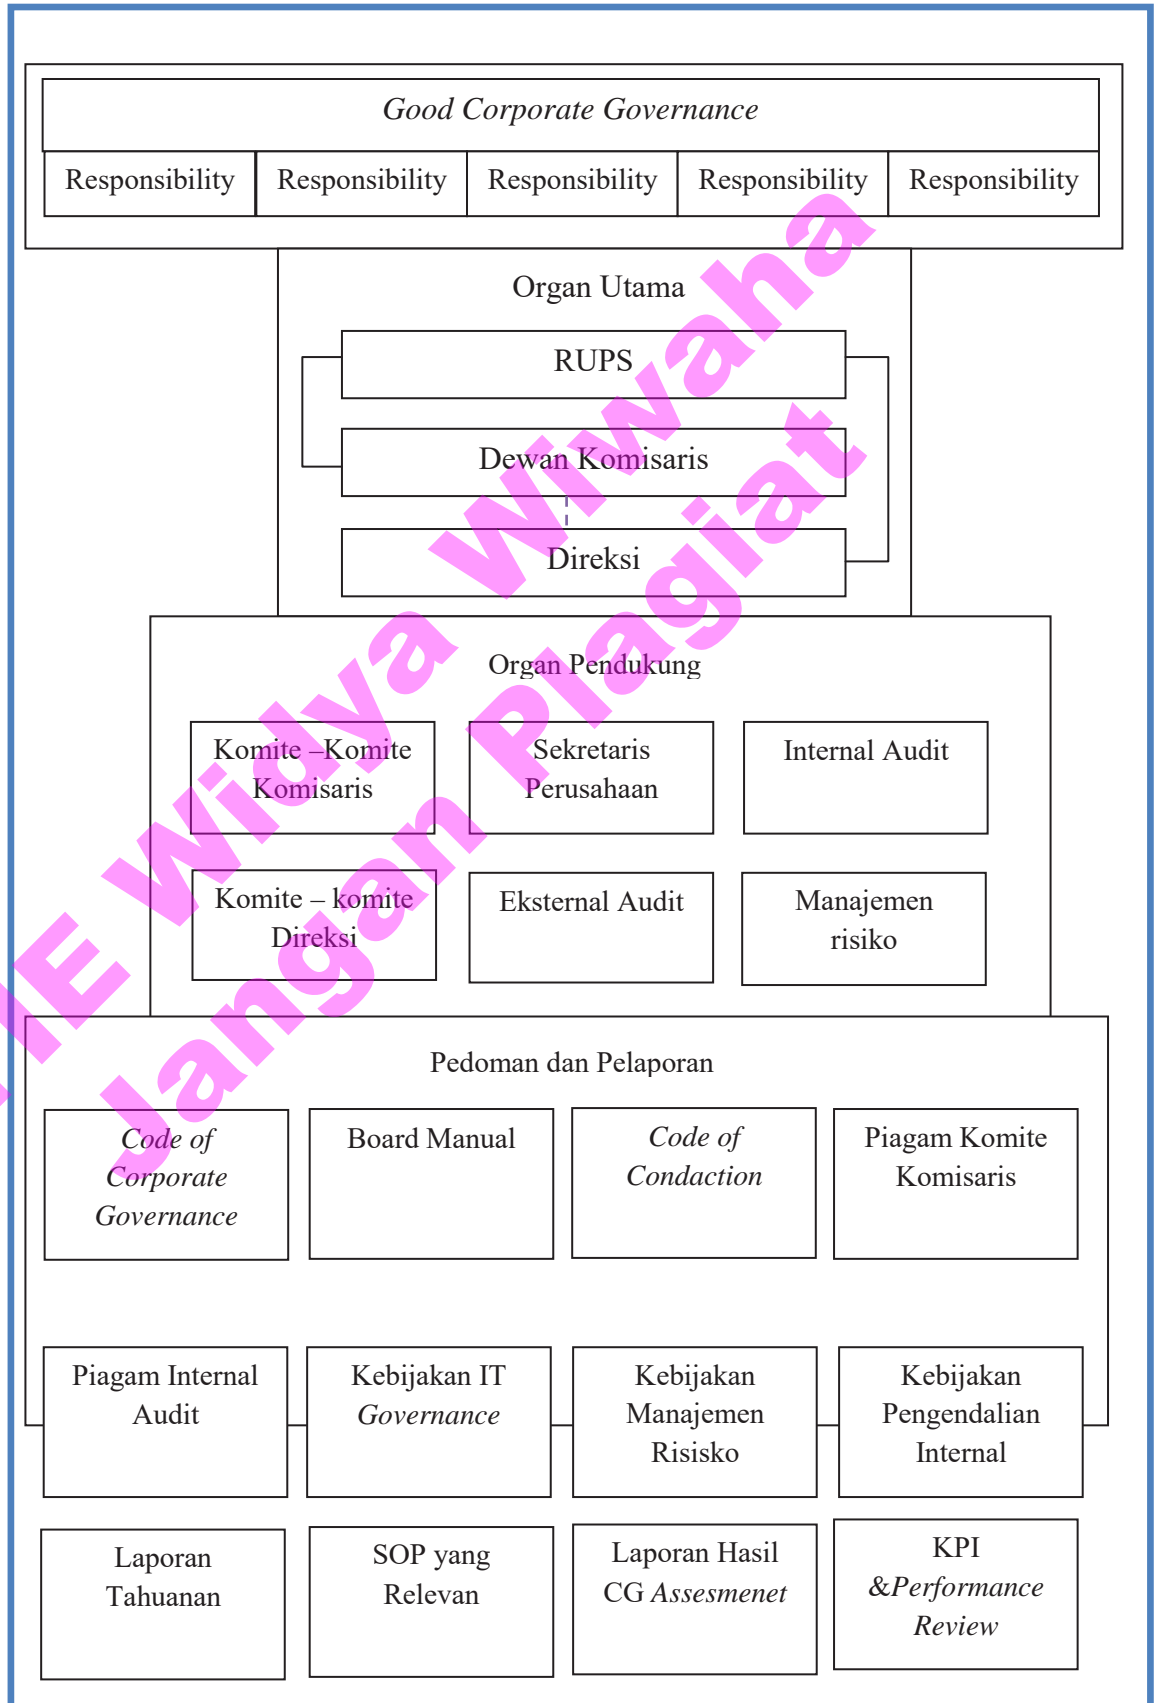 Good Corporate Governance
Responsibility Responsibility Responsibility Responsibility Responsibility
Organ Utama
RUPS
Dewan Komisaris
Direksi
Organ Pendukung
Komite –Komite
Komisaris
Sekretaris
Perusahaan
Internal Audit
Komite – komite
Direksi
Eksternal Audit
Manajemen
risiko
Pedoman dan Pelaporan
Code of
Corporate
Governance
Board Manual
Code of
Condaction
Piagam Komite
Komisaris
Piagam Internal
Audit
Kebijakan IT
Governance
Kebijakan
Manajemen
Risisko
Kebijakan
Pengendalian
Internal
Laporan
Tahuanan
SOP yang
Relevan
Laporan Hasil
CG Assesmenet
KPI
&Performance
Review
IE Widya Wiwaha
Jangan Plagiat